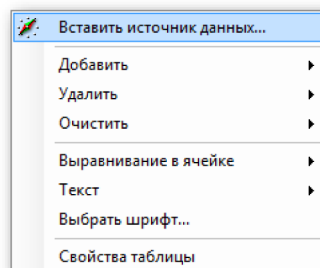 Вставить источник данных...
Добавить
Удалить
Очистить
Выравнивание в ячейке
Текст
Выбрать шрифт...
Свойства таблицы